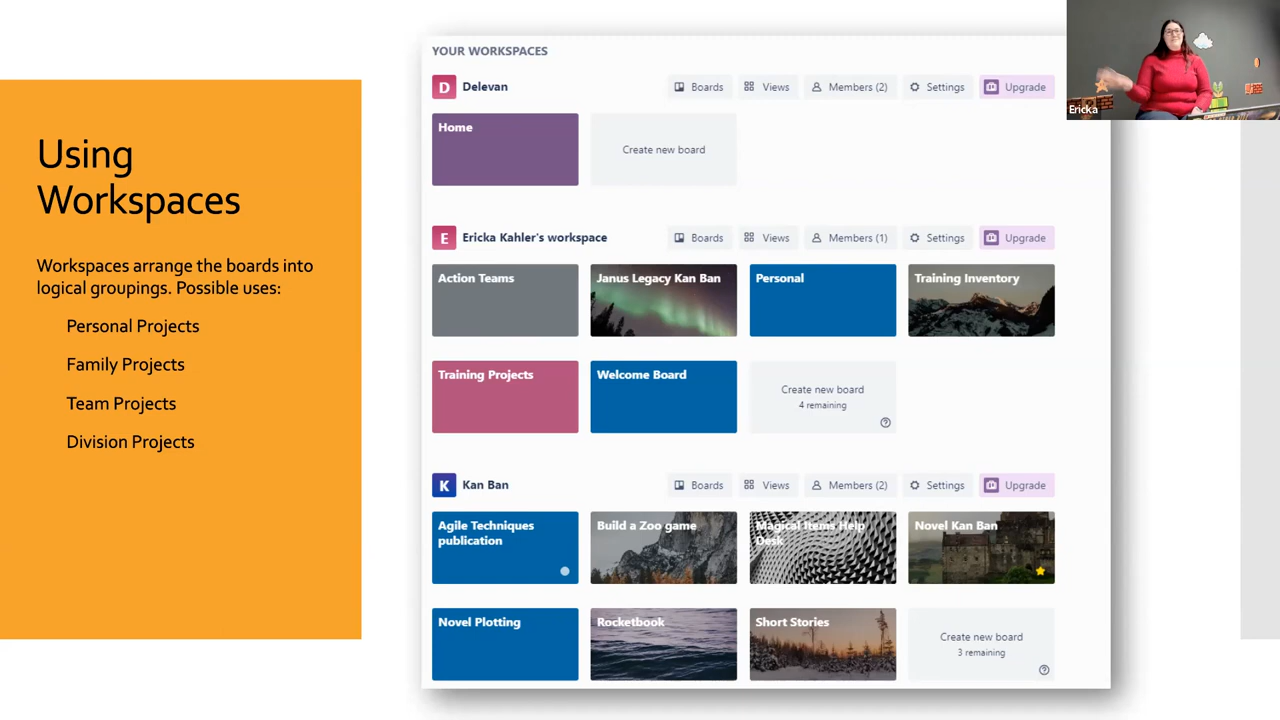 Using
Workspaces
Workspaces arrange the boards into
logical groupings. Possible uses:
Personal Projects
Family Projects
Team Projects
Division Projects
YOUR WORKSPACES
D Delevan Boards Views Members (2) Settings Upgrade
Home
Create new board
E Ericka Kahler's workspace Boards Views Members (1) Settings Upgrade
Action Teams
Janus Legacy Kan Ban
Personal
Training Inventory
Training Projects
Welcome Board
Create new board
4 remaining
K Kan Ban Boards Views Members (2) Settings Upgrade
Agile Techniques
publication
Build a Zoo game
Magical Items Help
Desk
Novel Kan Ban
Novel Plotting
Rocketbook
Short Stories
Create new board
3 remaining
Ericka